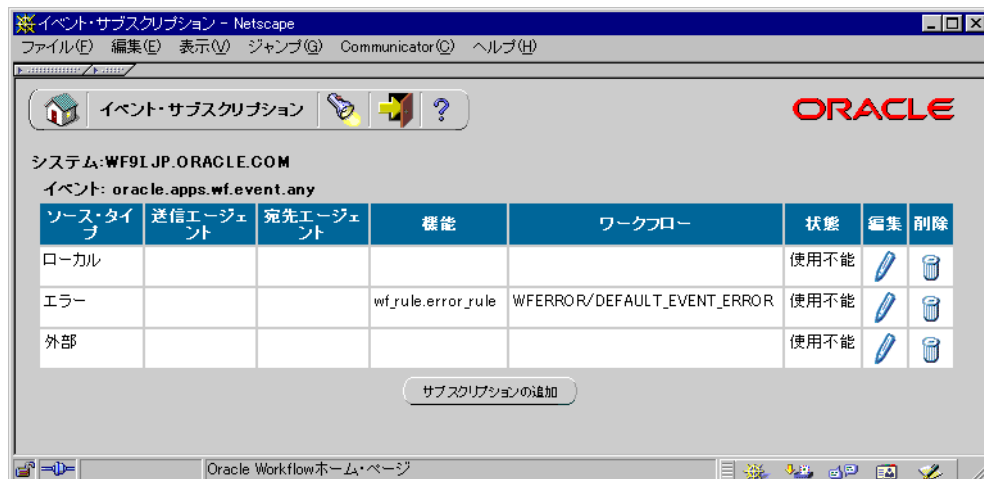 イベント・サブスクリプション - Netscape
ファイル(F) 編集(E) 表示(V) ジャンプ(G) Communicator(C) ヘルプ(H)
イベント・サブスクリプション
?
ORACLE
システム:WF9IJP.ORACLE.COM
イベント: oracle.apps.wf.event.any
ソース・タイプ 送信エージェント 宛先エージェント 機能 ワークフロー 状態 編集 削除
ローカル 使用不能
エラー wf_rule.error_rule WFERROR/DEFAULT_EVENT_ERROR 使用不能
外部 使用不能
サブスクリプションの追加
Oracle Workflowホーム・ページ